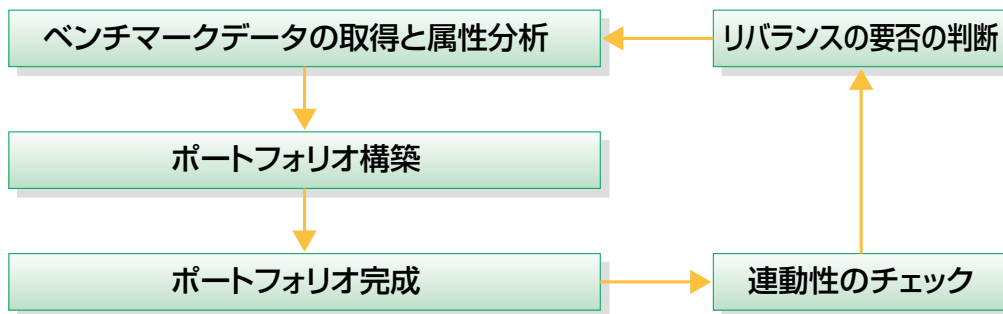 ベンチマークデータの取得と属性分析
リバランスの要否の判断
ポートフォリオ構築
ポートフォリオ完成
連動性のチェック